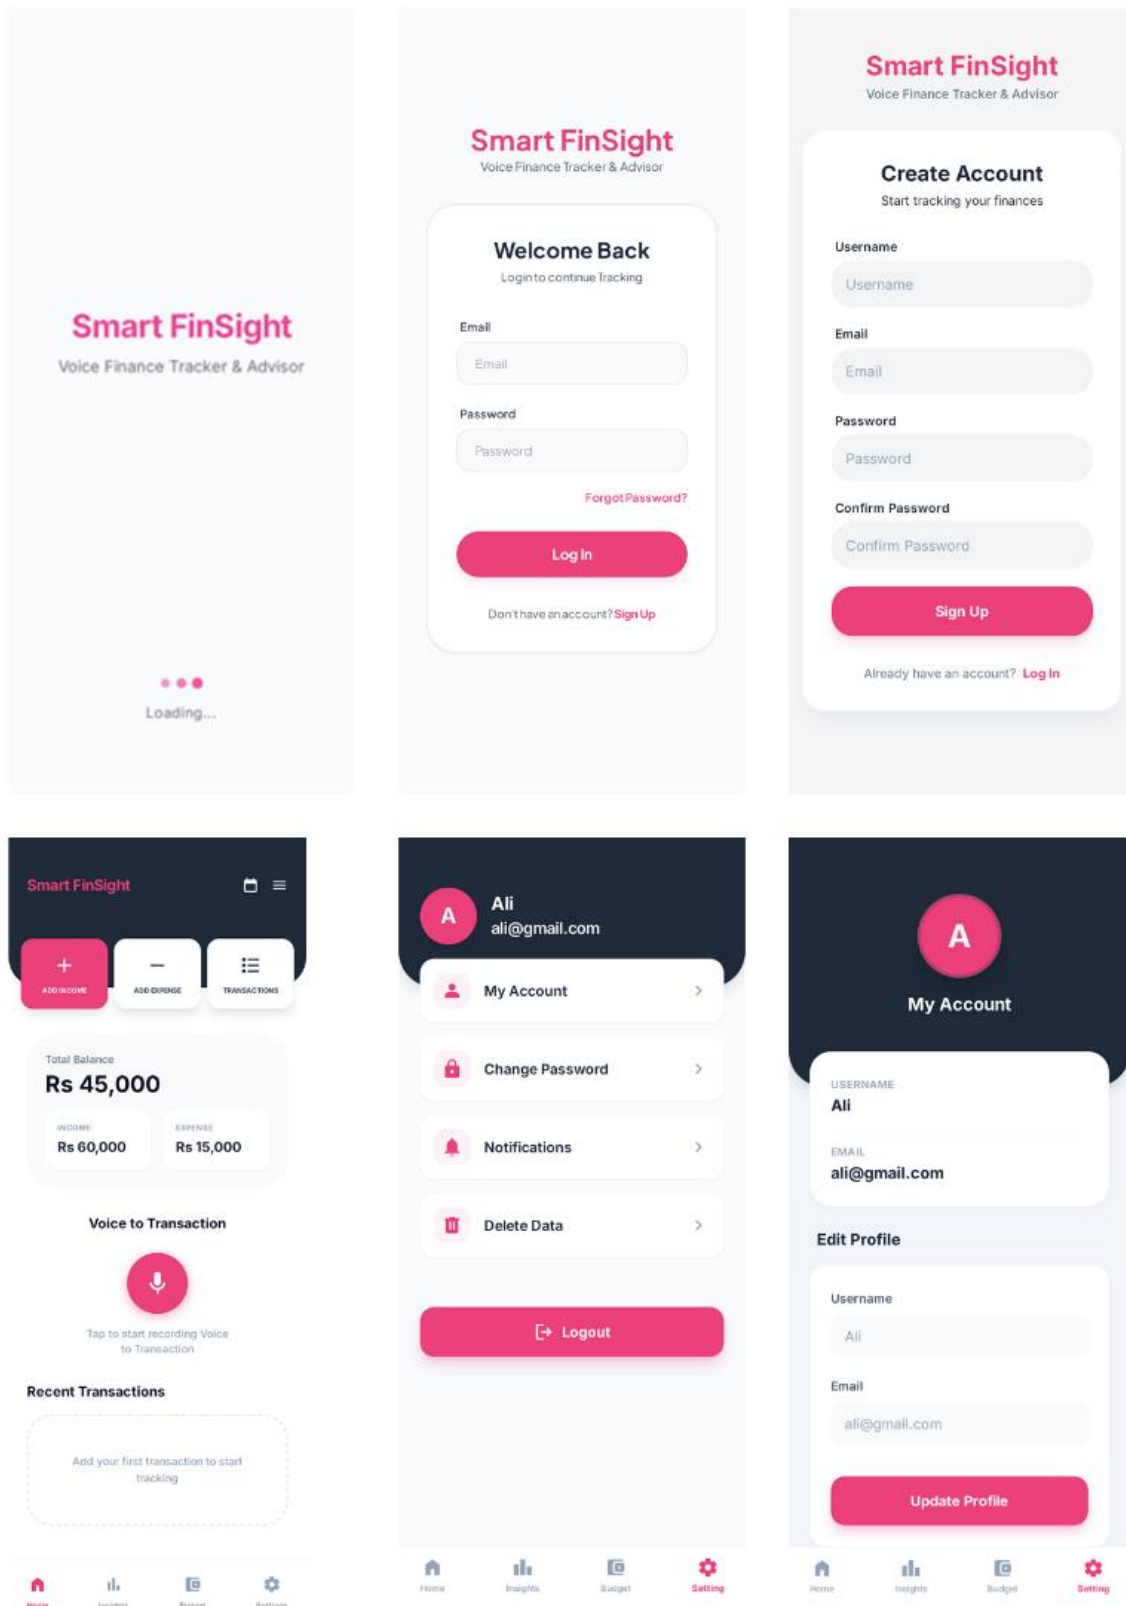 Smart FinSight
Voice Finance Tracker & Advisor
Loading...
Smart FinSight
Voice Finance Tracker & Advisor
Welcome Back
Login to continue Tracking
Email
Email
Password
Password
Forgot Password?
Log In
Don't have an account? Sign Up
Smart FinSight
Voice Finance Tracker & Advisor
Create Account
Start tracking your finances
Username
Username
Email
Email
Password
Password
Confirm Password
Confirm Password
Sign Up
Already have an account? Log In
Smart FinSight
ADD INCOME
ADD EXPENSE
TRANSACTIONS
Total Balance
Rs 45,000
INCOME
Rs 60,000
EXPENSE
Rs 15,000
Voice to Transaction
Tap to start recording Voice
to Transaction
Recent Transactions
Add your first transaction to start
tracking
Home
Insights
Budget
Settings
A
Ali
ali@gmail.com
My Account
Change Password
Notifications
Delete Data
Logout
Home
Insights
Budget
Setting
A
My Account
USERNAME
Ali
EMAIL
ali@gmail.com
Edit Profile
Username
Ali
Email
ali@gmail.com
Update Profile
Home
Insights
Budget
Setting